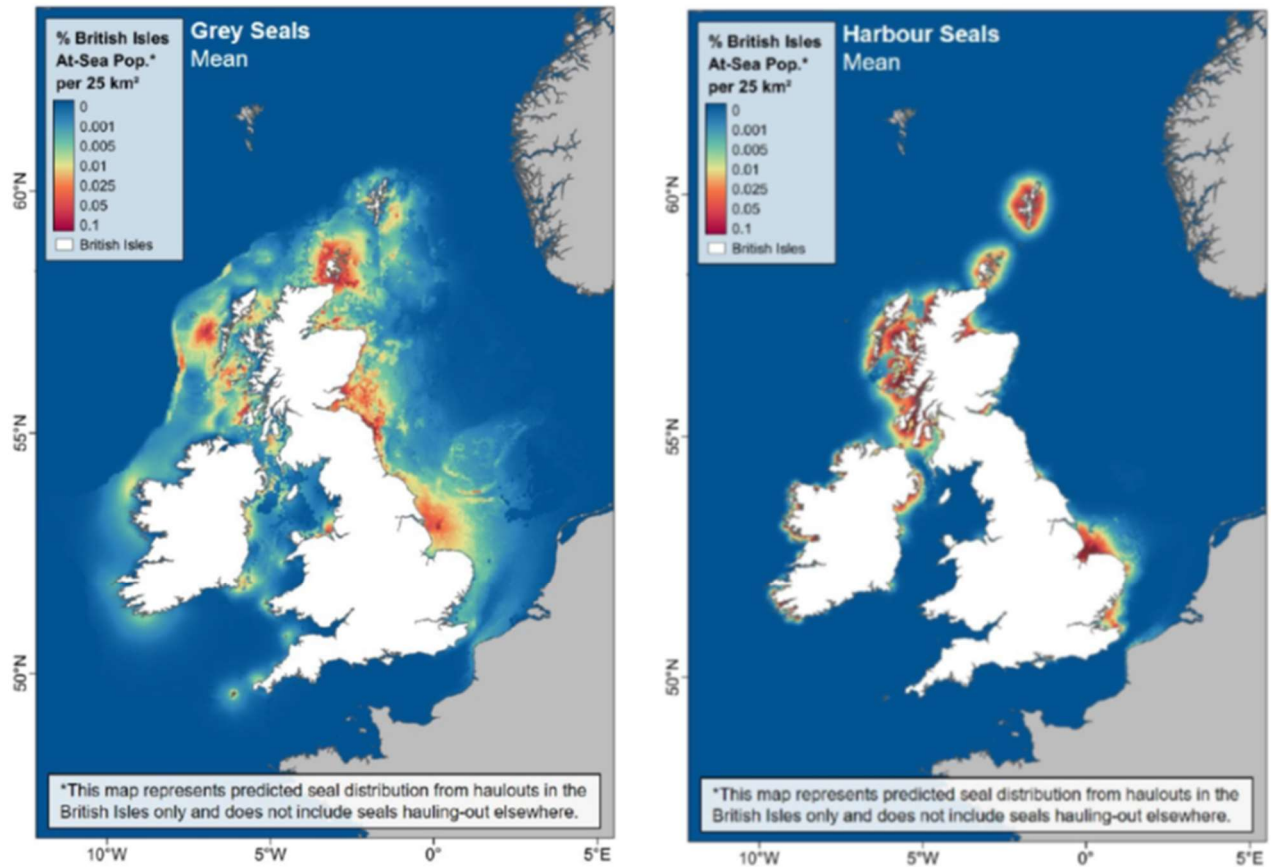 Grey Seals
Mean
% British Isles
At-Sea Pop.*
per 25 km²
0
0.001
0.005
0.01
0.025
0.05
0.1
British Isles
60°N
55°N
50°N
*This map represents predicted seal distribution from haulouts in the
British Isles only and does not include seals hauling-out elsewhere.
10°W
5°W
0°
5°E
Harbour Seals
Mean
% British Isles
At-Sea Pop.*
per 25 km²
0
0.001
0.005
0.01
0.025
0.05
0.1
British Isles
60°N
55°N
50°N
*This map represents predicted seal distribution from haulouts in the
British Isles only and does not include seals hauling-out elsewhere.
10°W
5°W
0°
5°E